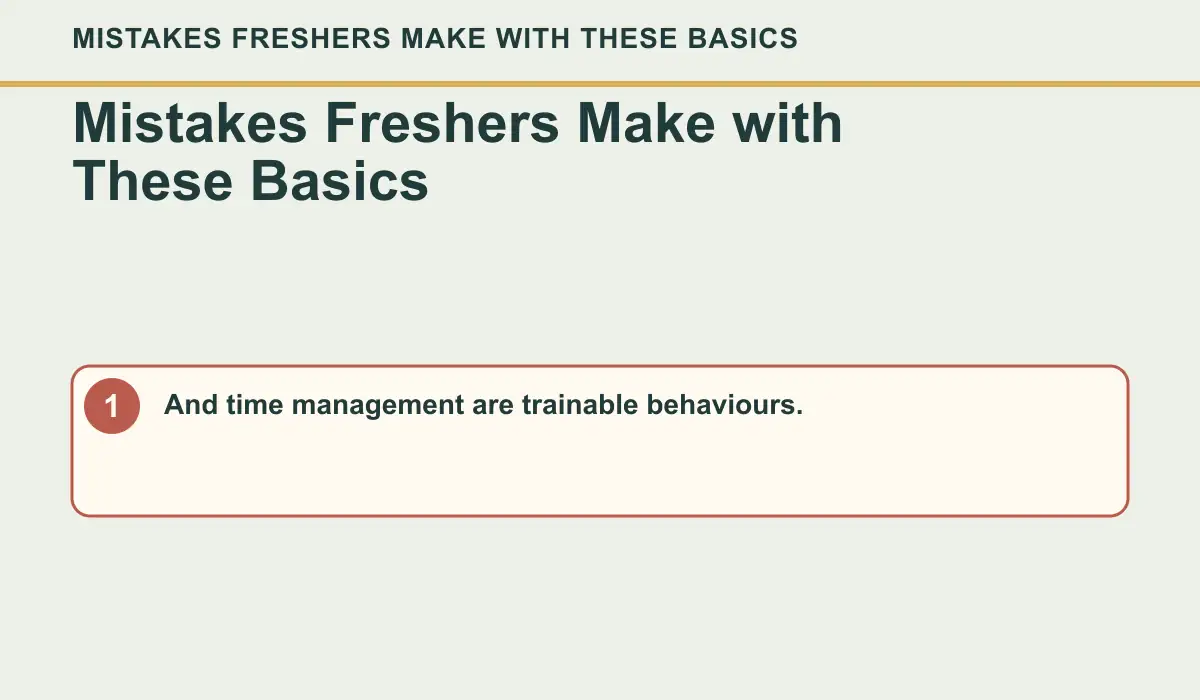 MISTAKES FRESHERS MAKE WITH THESE BASICS
Mistakes Freshers Make with
These Basics
1 And time management are trainable behaviours.